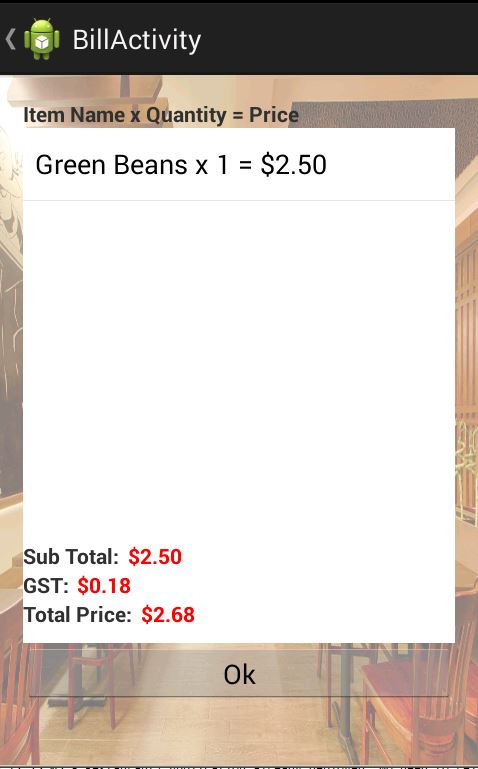 BillActivity
Item Name x Quantity = Price
Green Beans x 1 = $2.50
Sub Total: $2.50
GST: $0.18
Total Price: $2.68
Ok